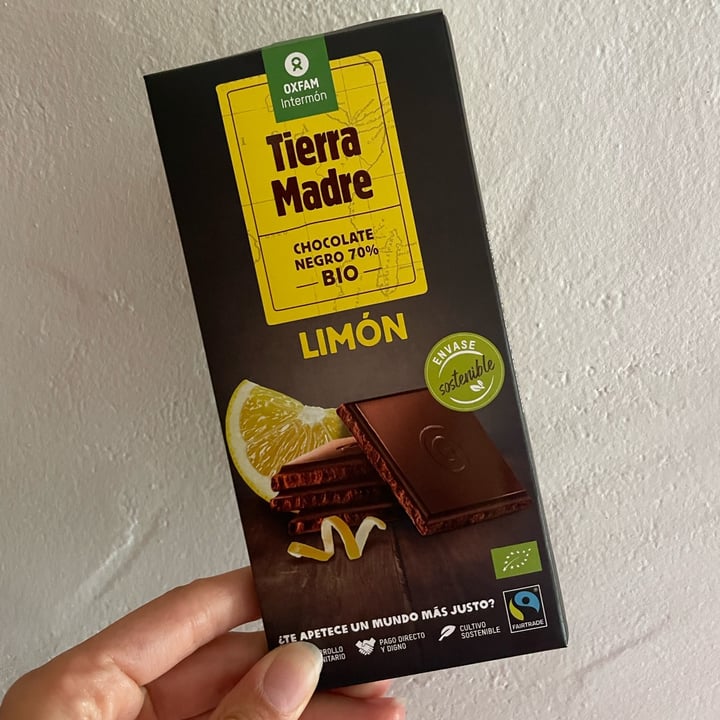 OXFAM
Intermón
Tierra
Madre
CHOCOLATE
NEGRO 70%
BIO
LIMÓN
ENVASE
sostenible
¿TE APETECE UN MUNDO MÁS JUSTO?
PAGO DIRECTO
Y DIGNO
CULTIVO
SOSTENIBLE
FAIRTRADE